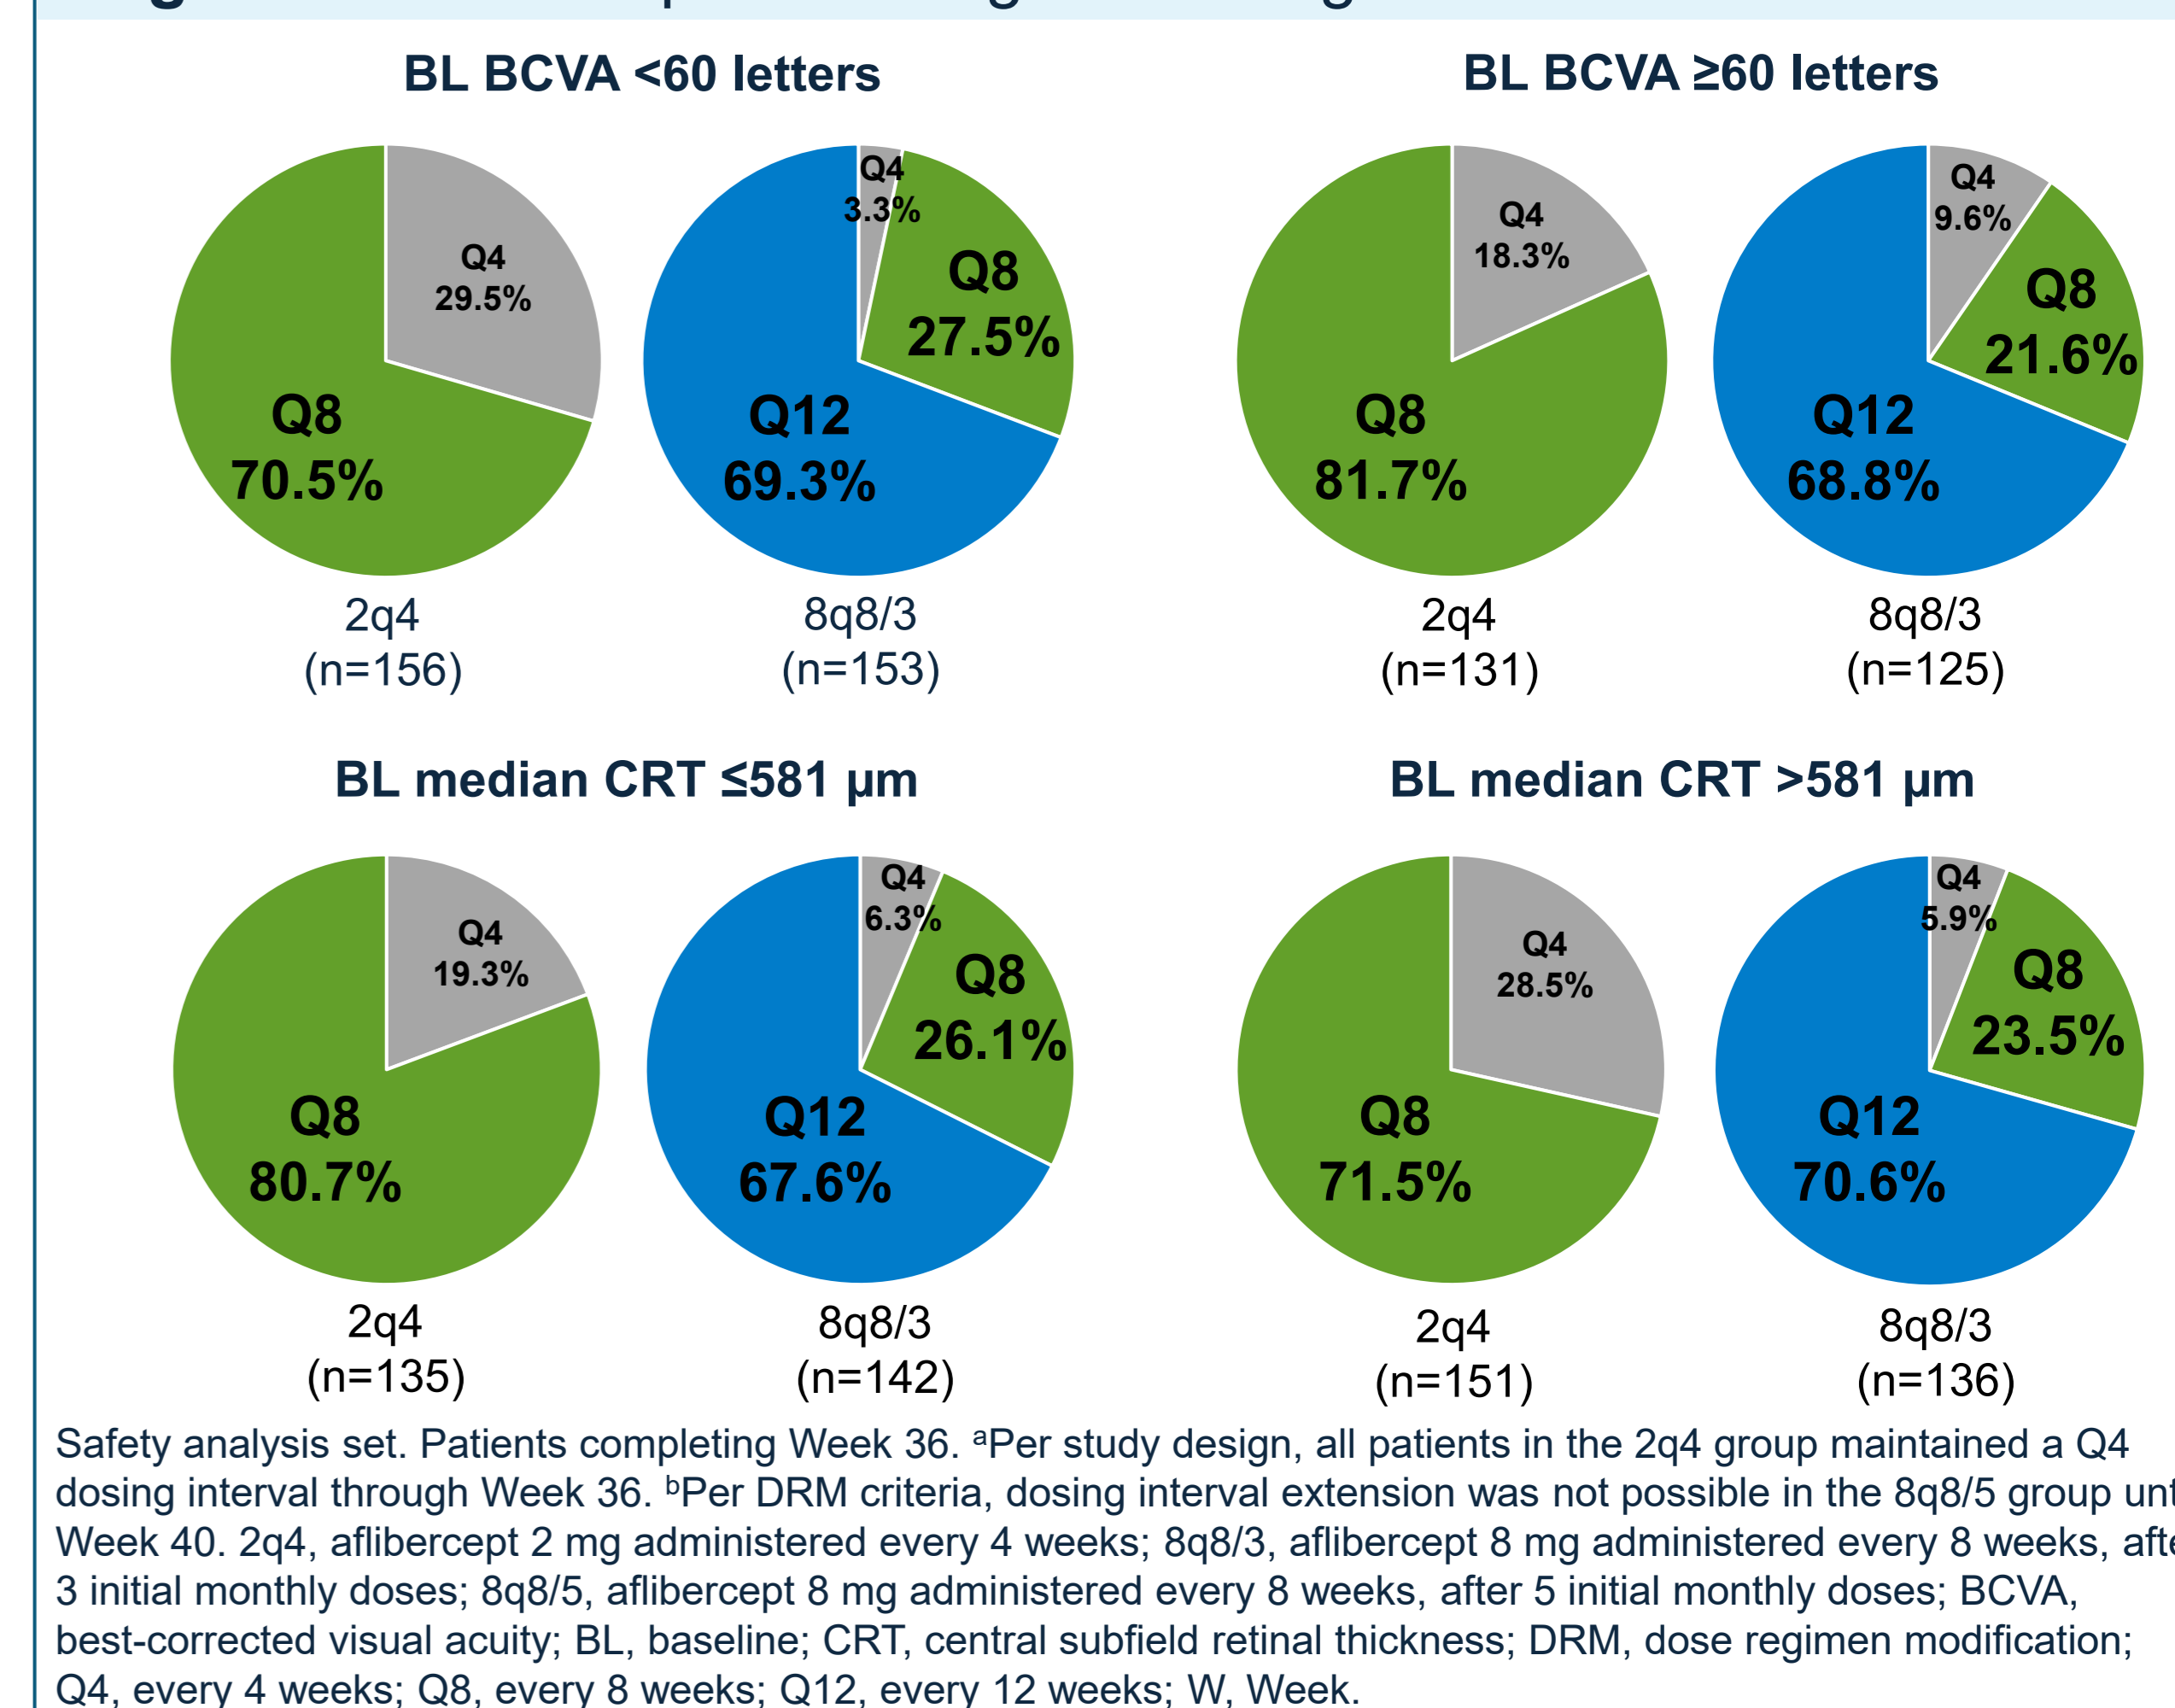 BL BCVA <60 letters
Q4
29.5%
Q8
70.5%
2q4
(n=156)
Q4
3.3%
Q8
27.5%
Q12
69.3%
8q8/3
(n=153)
BL BCVA ≥60 letters
Q4
18.3%
Q8
81.7%
2q4
(n=131)
Q4
9.6%
Q8
21.6%
Q12
68.8%
8q8/3
(n=125)
BL median CRT ≤581 µm
Q4
19.3%
Q8
80.7%
2q4
(n=135)
Q4
6.3%
Q8
26.1%
Q12
67.6%
8q8/3
(n=142)
BL median CRT >581 µm
Q4
28.5%
Q8
71.5%
2q4
(n=151)
Q4
5.9%
Q8
23.5%
Q12
70.6%
8q8/3
(n=136)
Safety analysis set. Patients completing Week 36. ᵃPer study design, all patients in the 2q4 group maintained a Q4
dosing interval through Week 36. ᵇPer DRM criteria, dosing interval extension was not possible in the 8q8/5 group
Week 40. 2q4, aflibercept 2 mg administered every 4 weeks; 8q8/3, aflibercept 8 mg administered every 8 weeks,
3 initial monthly doses; 8q8/5, aflibercept 8 mg administered every 8 weeks, after 5 initial monthly doses; BCVA,
best-corrected visual acuity; BL, baseline; CRT, central subfield retinal thickness; DRM, dose regimen modification;
Q4, every 4 weeks; Q8, every 8 weeks; Q12, every 12 weeks; W, Week.